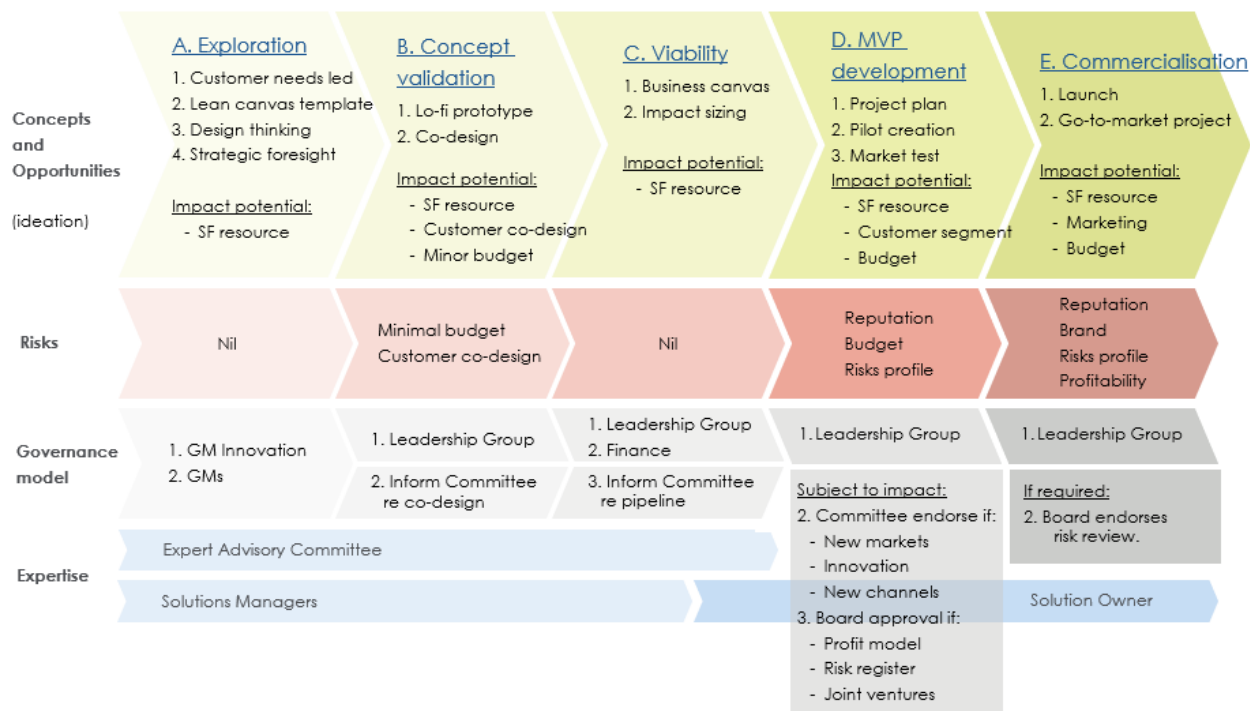 Concepts
and
Opportunities
(ideation)
A. Exploration
1. Customer needs led
2. Lean canvas template
3. Design thinking
4. Strategic foresight
Impact potential:
- SF resource
B. Concept
validation
1. Lo-fi prototype
2. Co-design
Impact potential:
- SF resource
- Customer co-design
- Minor budget
C. Viability
1. Business canvas
2. Impact sizing
Impact potential:
- SF resource
D. MVP
development
1. Project plan
2. Pilot creation
3. Market test
Impact potential:
- SF resource
- Customer segment
- Budget
E. Commercialisation
1. Launch
2. Go-to-market project
Impact potential:
- SF resource
- Marketing
- Budget
Risks
Nil
Minimal budget
Customer co-design
Nil
Reputation
Budget
Risks profile
Reputation
Brand
Risks profile
Profitability
Governance
model
1. GM Innovation
2. GMs
1. Leadership Group
2. Inform Committee
re co-design
1. Leadership Group
2. Finance
3. Inform Committee
re pipeline
1. Leadership Group
Subject to impact:
2. Committee endorse if:
- New markets
- Innovation
- New channels
3. Board approval if:
- Profit model
- Risk register
- Joint ventures
1. Leadership Group
If required:
2. Board endorses
risk review.
Expertise
Expert Advisory Committee
Solutions Managers
Solution Owner